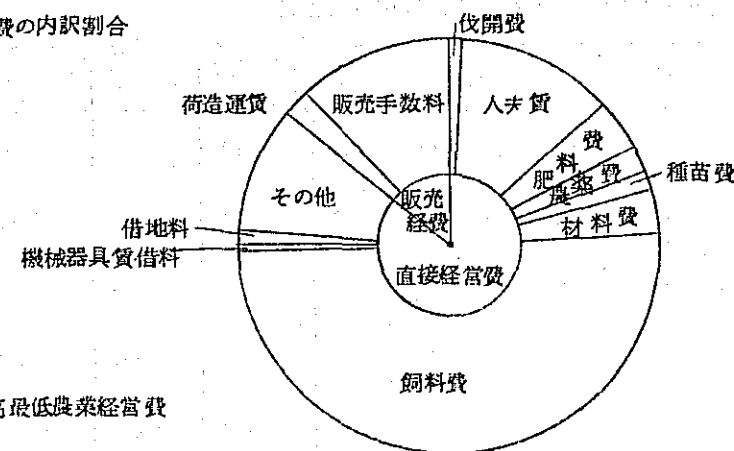 費の内訳割合
伐開費
荷造運賃
販売手数料
人夫賃
肥料費
農薬費
種苗費
材料費
その他
販売
経費
借地料
機械器具賃借料
直接経営費
飼料費
最低農業経営費